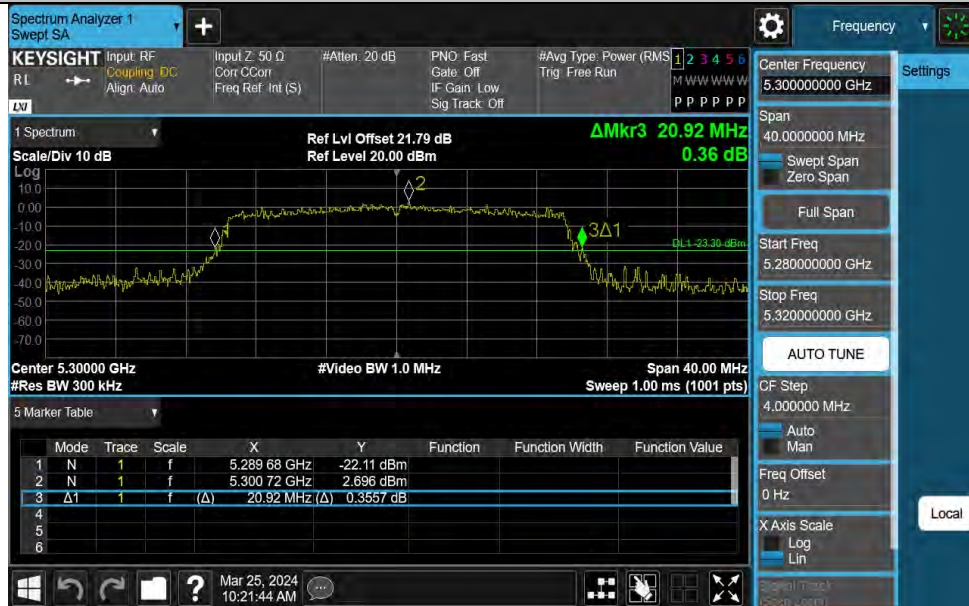 Spectrum Analyzer 1
Swept SA
+
Frequency
KEYSIGHT
RL
LXI
Input: RF
Coupling: DC
Align: Auto
Input Z: 50 Ω
Corr CCorr
Freq Ref: Int (S)
#Atten: 20 dB
PNO: Fast
Gate: Off
IF Gain: Low
Sig Track: Off
#Avg Type: Power (RMS
Trig: Free Run
1 2 3 4 5 6
M W W W W W
P P P P P P
1 Spectrum
Scale/Div 10 dB
Ref Lvl Offset 21.79 dB
Ref Level 20.00 dBm
ΔMkr3 20.92 MHz
0.36 dB
Log
10.0
0.00
-10.0
-20.0
-30.0
-40.0
-50.0
-60.0
-70.0
2
3Δ1
DL1 -23.30 dBm
Center 5.30000 GHz
#Res BW 300 kHz
#Video BW 1.0 MHz
Span 40.00 MHz
Sweep 1.00 ms (1001 pts)
5 Marker Table
Mode Trace Scale X Y Function Function Width Function Value
1 N 1 f 5.289 68 GHz -22.11 dBm
2 N 1 f 5.300 72 GHz 2.696 dBm
3 Δ1 1 f (Δ) 20.92 MHz (Δ) 0.3557 dB
4
5
6
?
Mar 25, 2024
10:21:44 AM
Center Frequency
5.300000000 GHz
Span
40.0000000 MHz
Swept Span
Zero Span
Full Span
Start Freq
5.280000000 GHz
Stop Freq
5.320000000 GHz
AUTO TUNE
CF Step
4.000000 MHz
Auto
Man
Freq Offset
0 Hz
X Axis Scale
Log
Lin
Signal Track
(Span Zoom)
Settings
Local